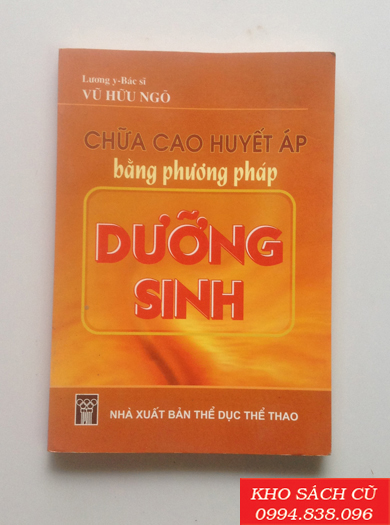 Lương y-Bác sĩ
VŨ HỮU NGÕ
CHỮA CAO HUYẾT ÁP
bằng phương pháp
DƯỠNG
SINH
NHÀ XUẤT BẢN THỂ DỤC THỂ THAO
KHO SÁCH CŨ
0994.838.096